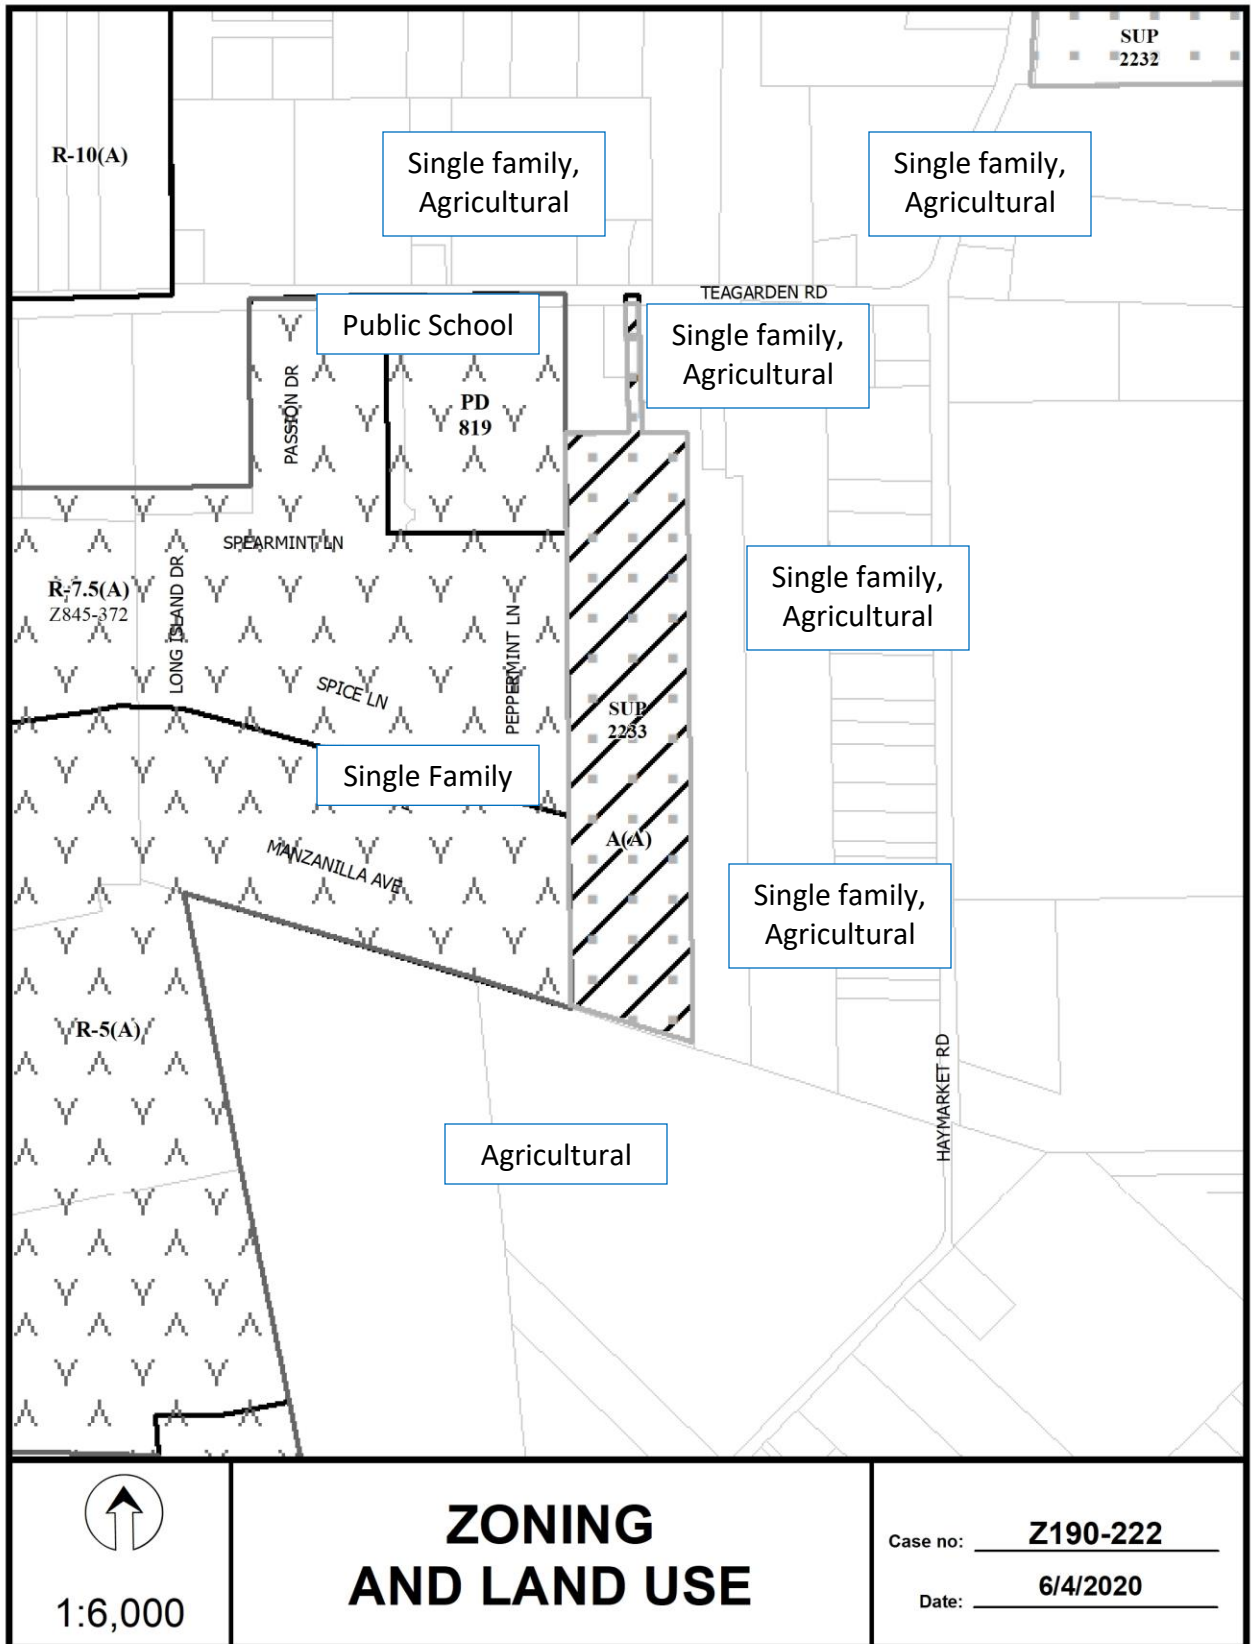 SUP
2232
R-10(A)
Single family,
Agricultural
Single family,
Agricultural
TEAGARDEN RD
Public School
Single family,
Agricultural
PASSION DR
PD
819
SPEARMINT LN
R-7.5(A)
Z845-372
LONG ISLAND DR
Single family,
Agricultural
PEPPERMINT LN
SPICE LN
SUP
2233
Single Family
A(A)
MANZANILLA AVE
Single family,
Agricultural
R-5(A)
HAYMARKET RD
Agricultural
1:6,000
ZONING
AND LAND USE
Case no: Z190-222
Date: 6/4/2020